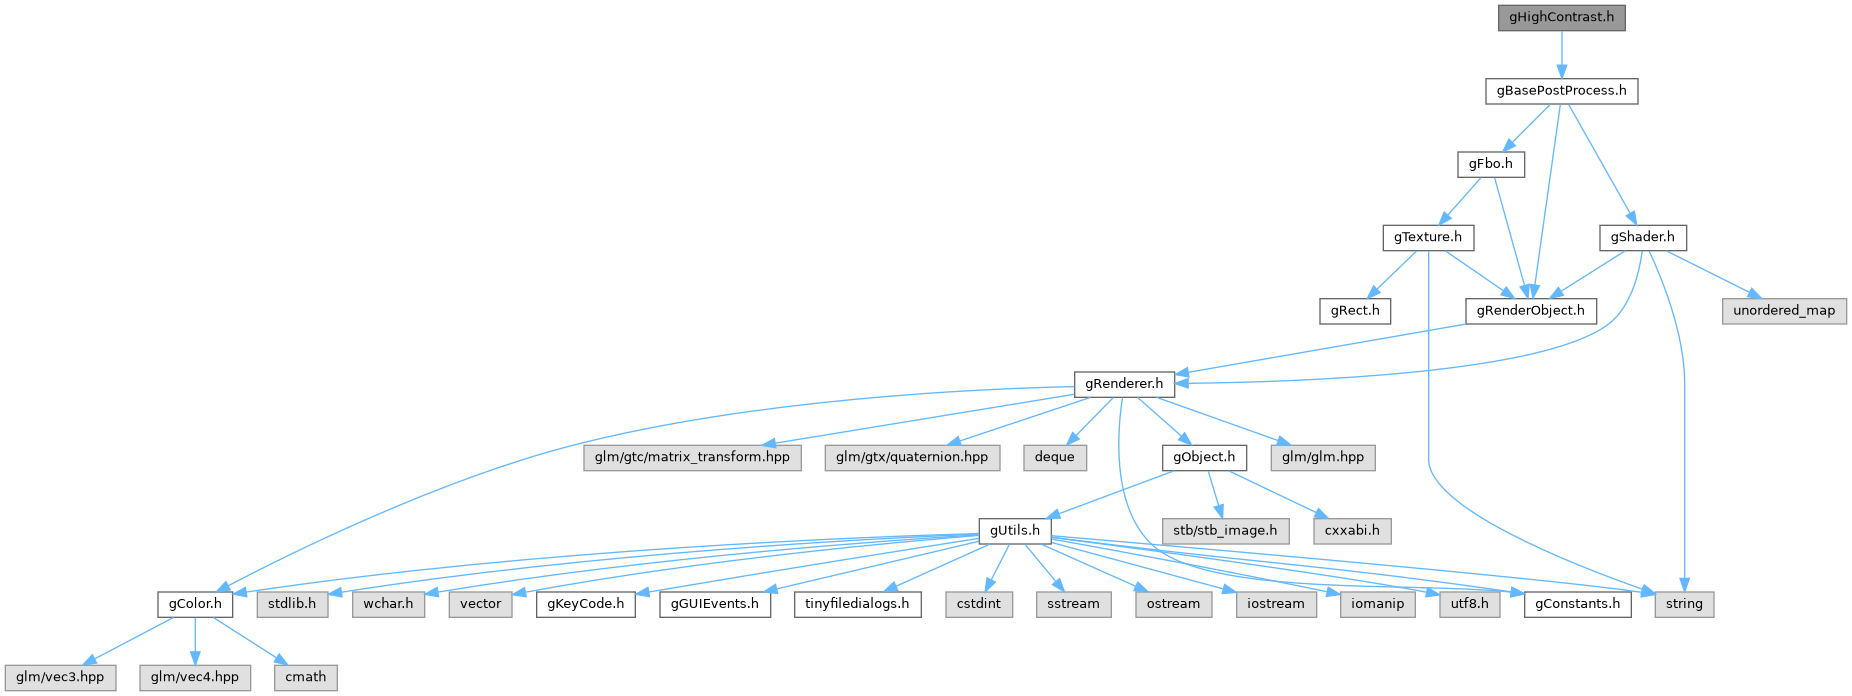 gHighContrast.h
gBasePostProcess.h
gFbo.h
gTexture.h
gShader.h
gRect.h
gRenderObject.h
unordered_map
gRenderer.h
glm/gtc/matrix_transform.hpp
glm/gtx/quaternion.hpp
deque
gObject.h
glm/glm.hpp
gUtils.h
stb/stb_image.h
cxxabi.h
gColor.h
stdlib.h
wchar.h
vector
gKeyCode.h
gGUIEvents.h
tinyfiledialogs.h
cstdint
sstream
ostream
iostream
iomanip
utf8.h
gConstants.h
string
glm/vec3.hpp
glm/vec4.hpp
cmath